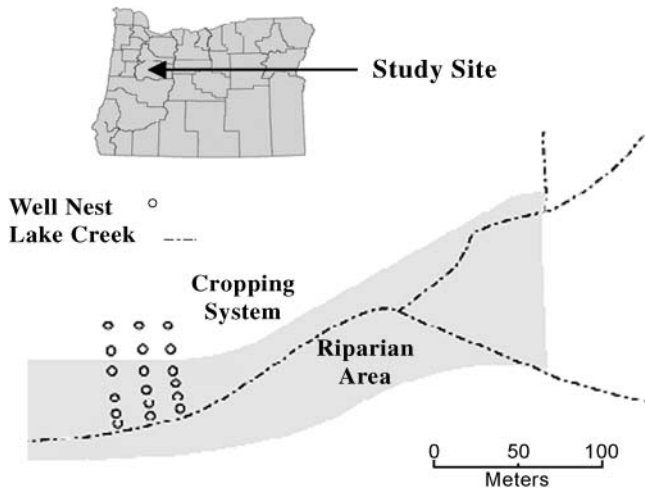 Study Site
Well Nest
Lake Creek
Cropping
System
Riparian
Area
0 50 100
Meters